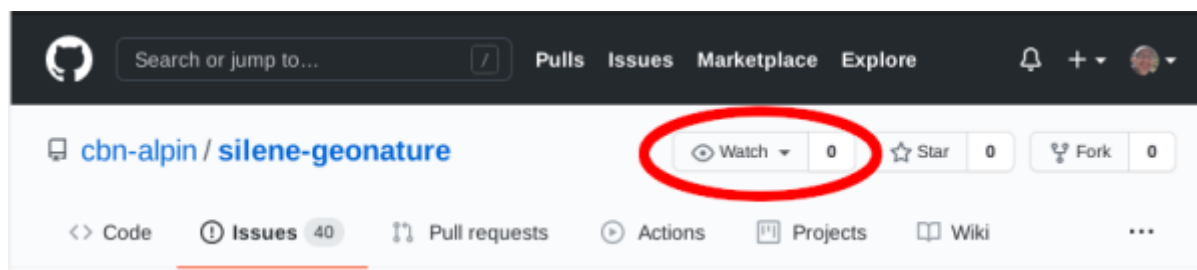 Search or jump to... / Pulls Issues Marketplace Explore
cbn-alpin / silene-geonature Watch 0 Star 0 Fork 0
Code Issues 40 Pull requests Actions Projects Wiki ...